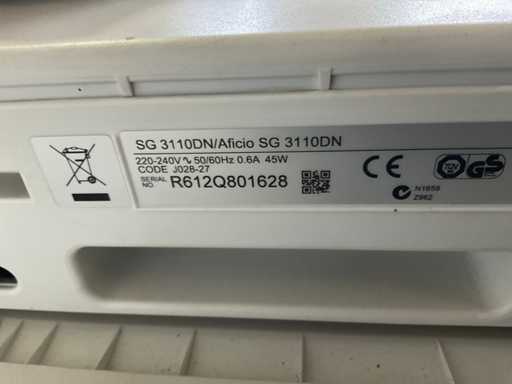 SG 3110DN/Aficio SG 3110DN
220-240V ∿ 50/60Hz 0.6A 45W
CODE J028-27
SERIAL NO. R612Q801628
CE
GS
N1658
Z962